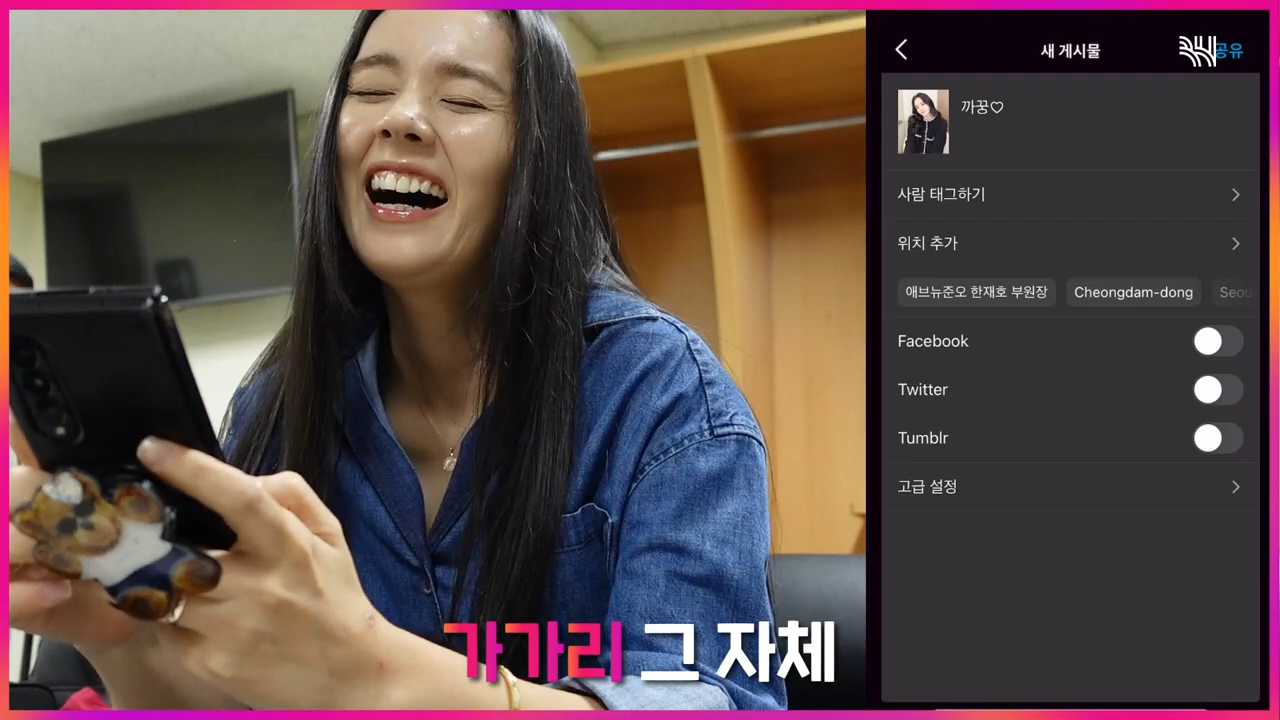 새 게시물
공유
까꿍♡
사람 태그하기
위치 추가
애브뉴준오 한재호 부원장
Cheongdam-dong
Seou
Facebook
Twitter
Tumblr
고급 설정
가가리 그 자체